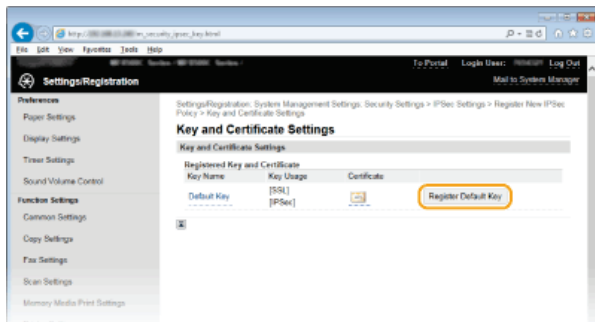 m_security_ipsec_key.html
File Edit View Favorites Tools Help
To Portal Login User: Log Out
Settings/Registration
Mail to System Manager
Preferences
Paper Settings
Display Settings
Timer Settings
Sound Volume Control
Function Settings
Common Settings
Copy Settings
Fax Settings
Scan Settings
Memory Media Print Settings
Settings/Registration: System Management Settings: Security Settings > IPSec Settings > Register New IPSec
Policy > Key and Certificate Settings
Key and Certificate Settings
Key and Certificate Settings
Registered Key and Certificate
Key Name Key Usage Certificate
Default Key [SSL] [IPSec] Register Default Key